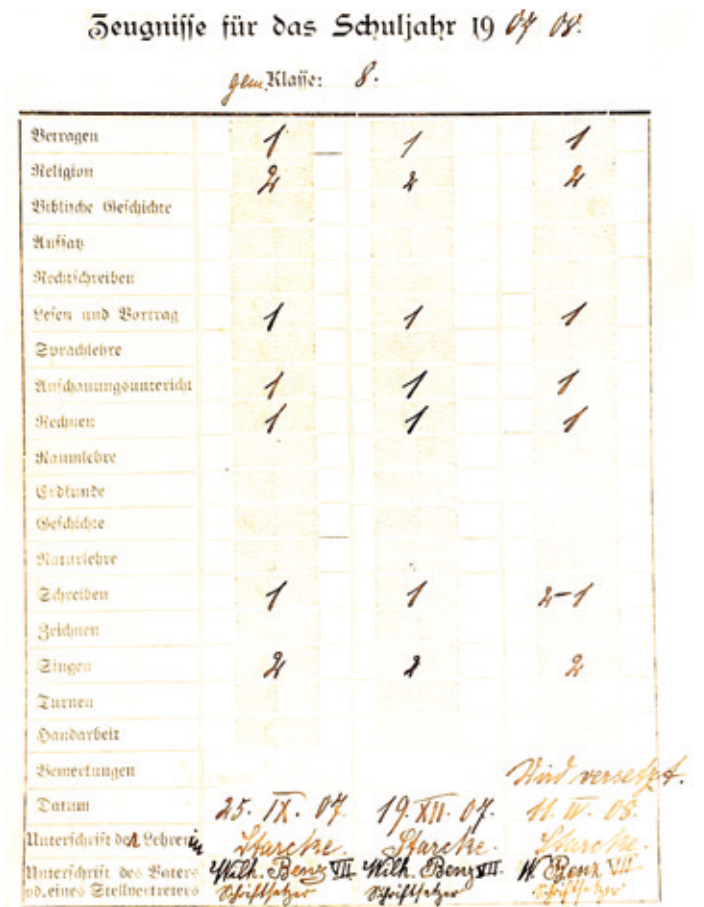 Zeugnisse für das Schuljahr 19 07 08.
gem. Klasse: 8.
Betragen 1 1 1
Religion 2 2 2
Biblische Geschichte
Aufsatz
Rechtschreiben
Lesen und Vortrag 1 1 1
Sprachlehre
Anschauungsunterricht 1 1 1
Rechnen 1 1 1
Raumlehre
Erdkunde
Geschichte
Naturlehre
Schreiben 1 1 2-1
Zeichnen
Singen 2 2 2
Turnen
Handarbeit
Bemerkungen Wird versetzt.
Datum 25. IX. 07. 19. XII. 07. 11. IV. 08.
Unterschrift der Lehrerin Starcke. Starcke. Starcke.
Unterschrift des Vaters Wilh. Benz VII Wilh. Benz VII. W. Benz VII
od. eines Stellvertreters Schriftsetzer Schriftsetzer Schriftsetzer